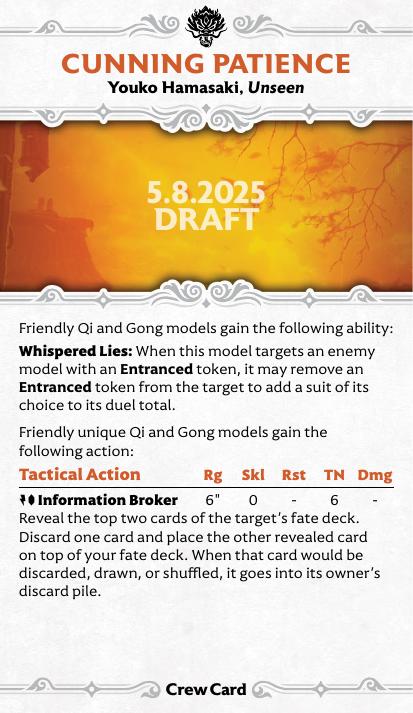 CUNNING PATIENCE
Youko Hamasaki, Unseen
5.8.2025
DRAFT
Friendly Qi and Gong models gain the following ability:
Whispered Lies: When this model targets an enemy
model with an Entranced token, it may remove an
Entranced token from the target to add a suit of its
choice to its duel total.
Friendly unique Qi and Gong models gain the
following action:
Tactical Action Rg Skl Rst TN Dmg
Information Broker 6" 0 - 6 -
Reveal the top two cards of the target’s fate deck.
Discard one card and place the other revealed card
on top of your fate deck. When that card would be
discarded, drawn, or shuffled, it goes into its owner’s
discard pile.
Crew Card